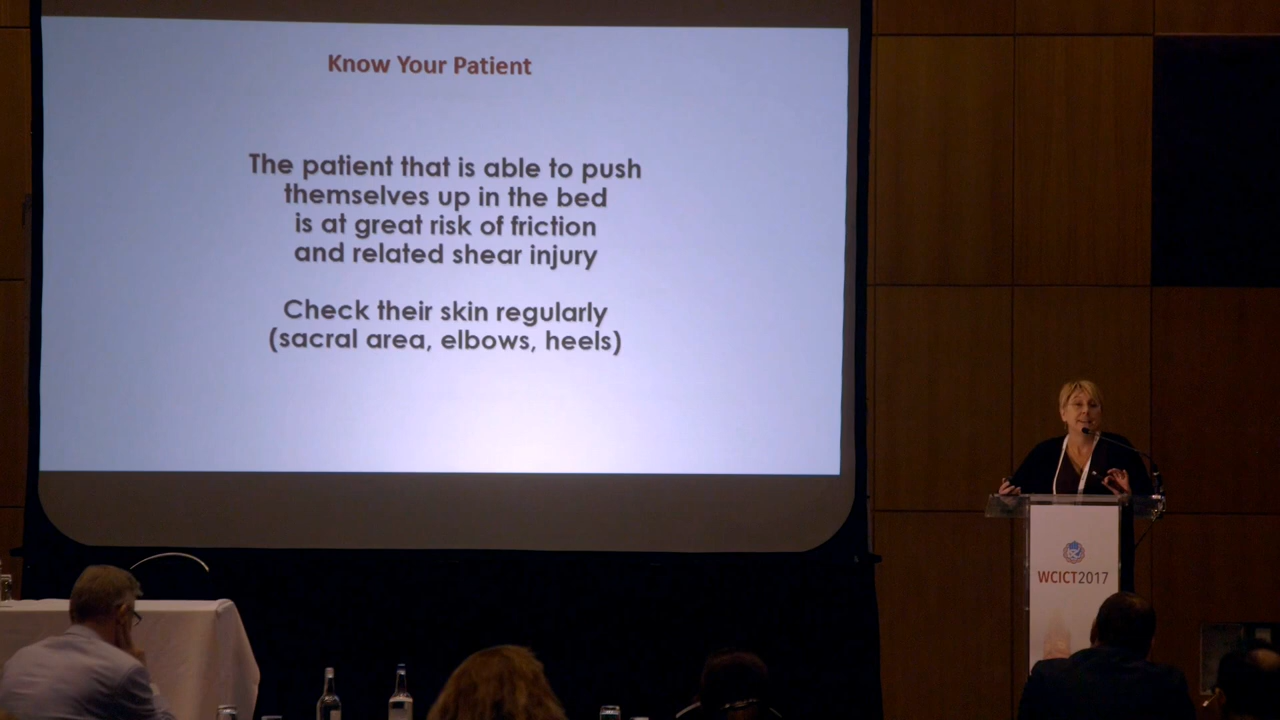 Know Your Patient
The patient that is able to push
themselves up in the bed
is at great risk of friction
and related shear injury
Check their skin regularly
(sacral area, elbows, heels)
WCICT2017